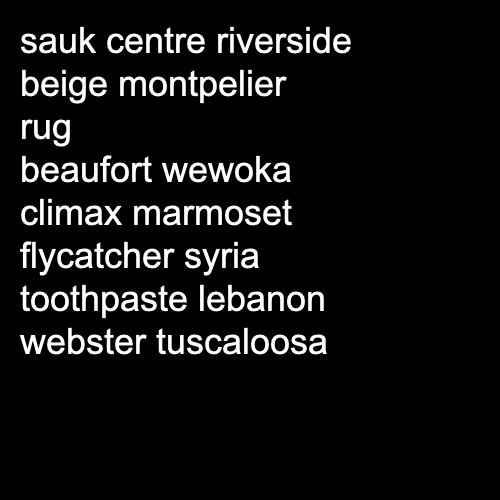 sauk centre riverside
beige montpelier
rug
beaufort wewoka
climax marmoset
flycatcher syria
toothpaste lebanon
webster tuscaloosa